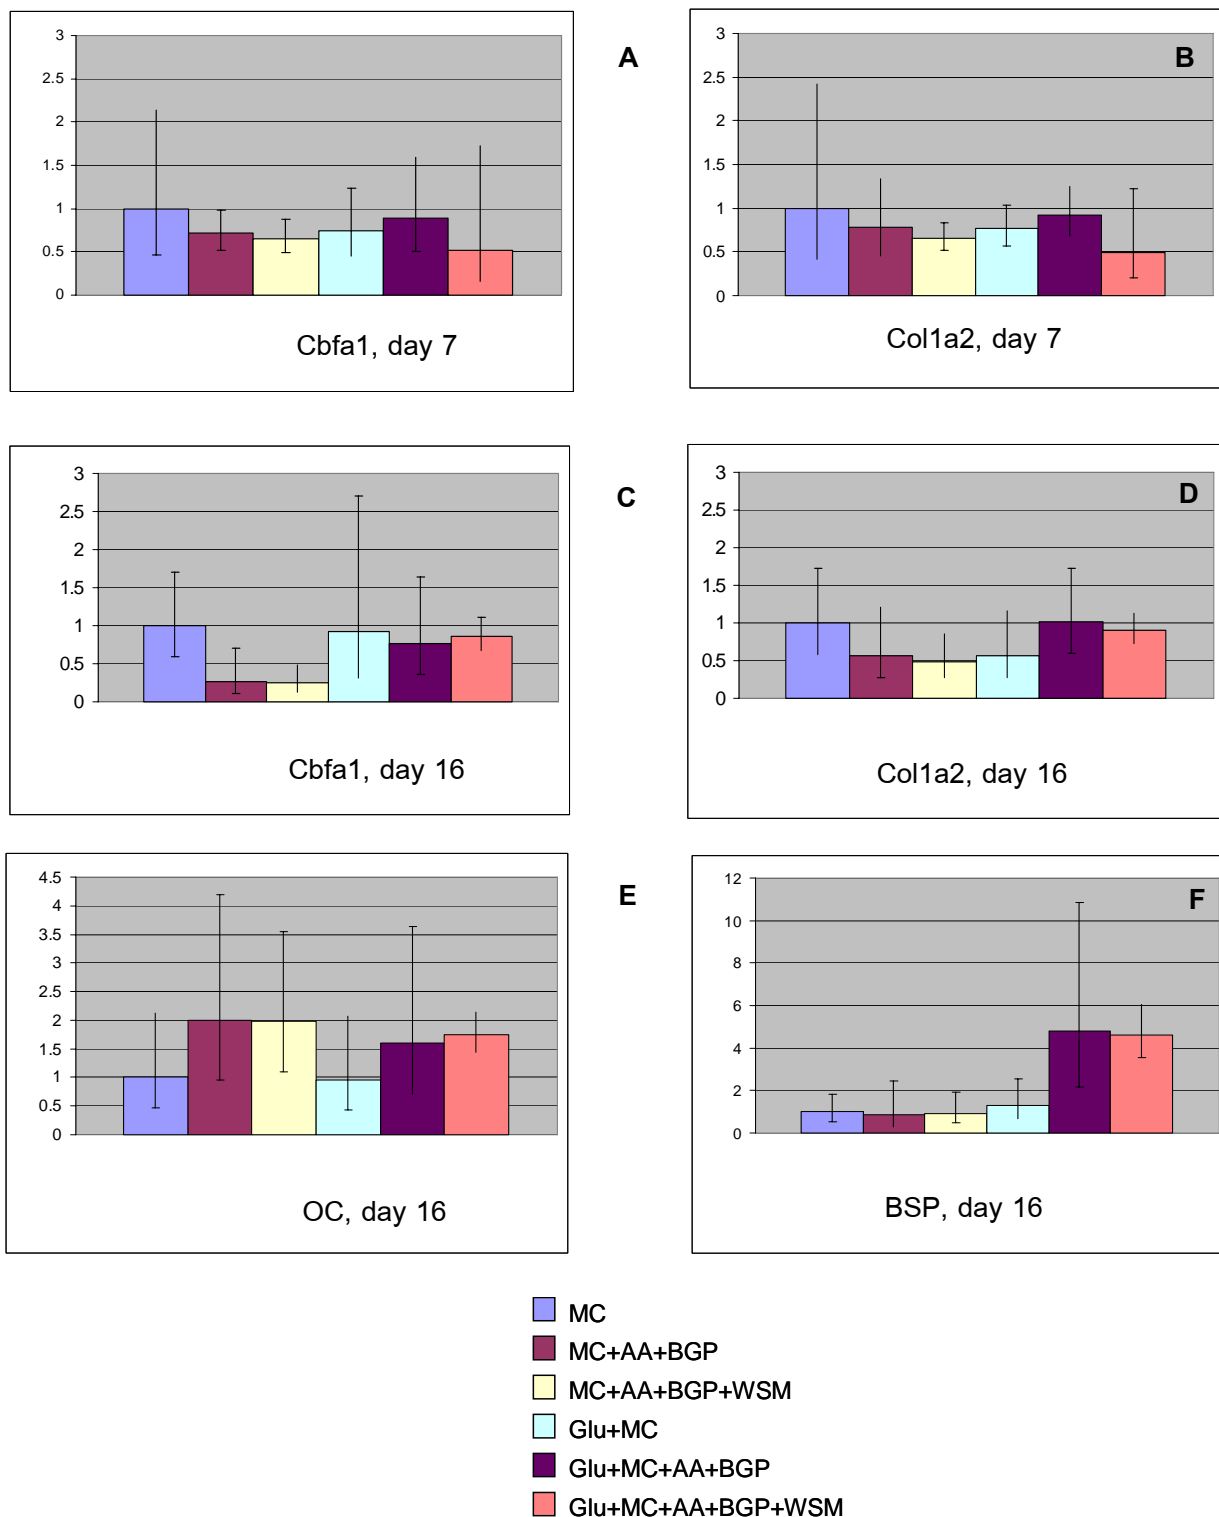 3
2.5
2
1.5
1
0.5
0
A
Cbfa1, day 7
3
2.5
2
1.5
1
0.5
0
B
Col1a2, day 7
3
2.5
2
1.5
1
0.5
0
C
Cbfa1, day 16
3
2.5
2
1.5
1
0.5
0
D
Col1a2, day 16
4.5
4
3.5
3
2.5
2
1.5
1
0.5
0
E
OC, day 16
12
10
8
6
4
2
0
F
BSP, day 16
MC
MC+AA+BGP
MC+AA+BGP+WSM
Glu+MC
Glu+MC+AA+BGP
Glu+MC+AA+BGP+WSM